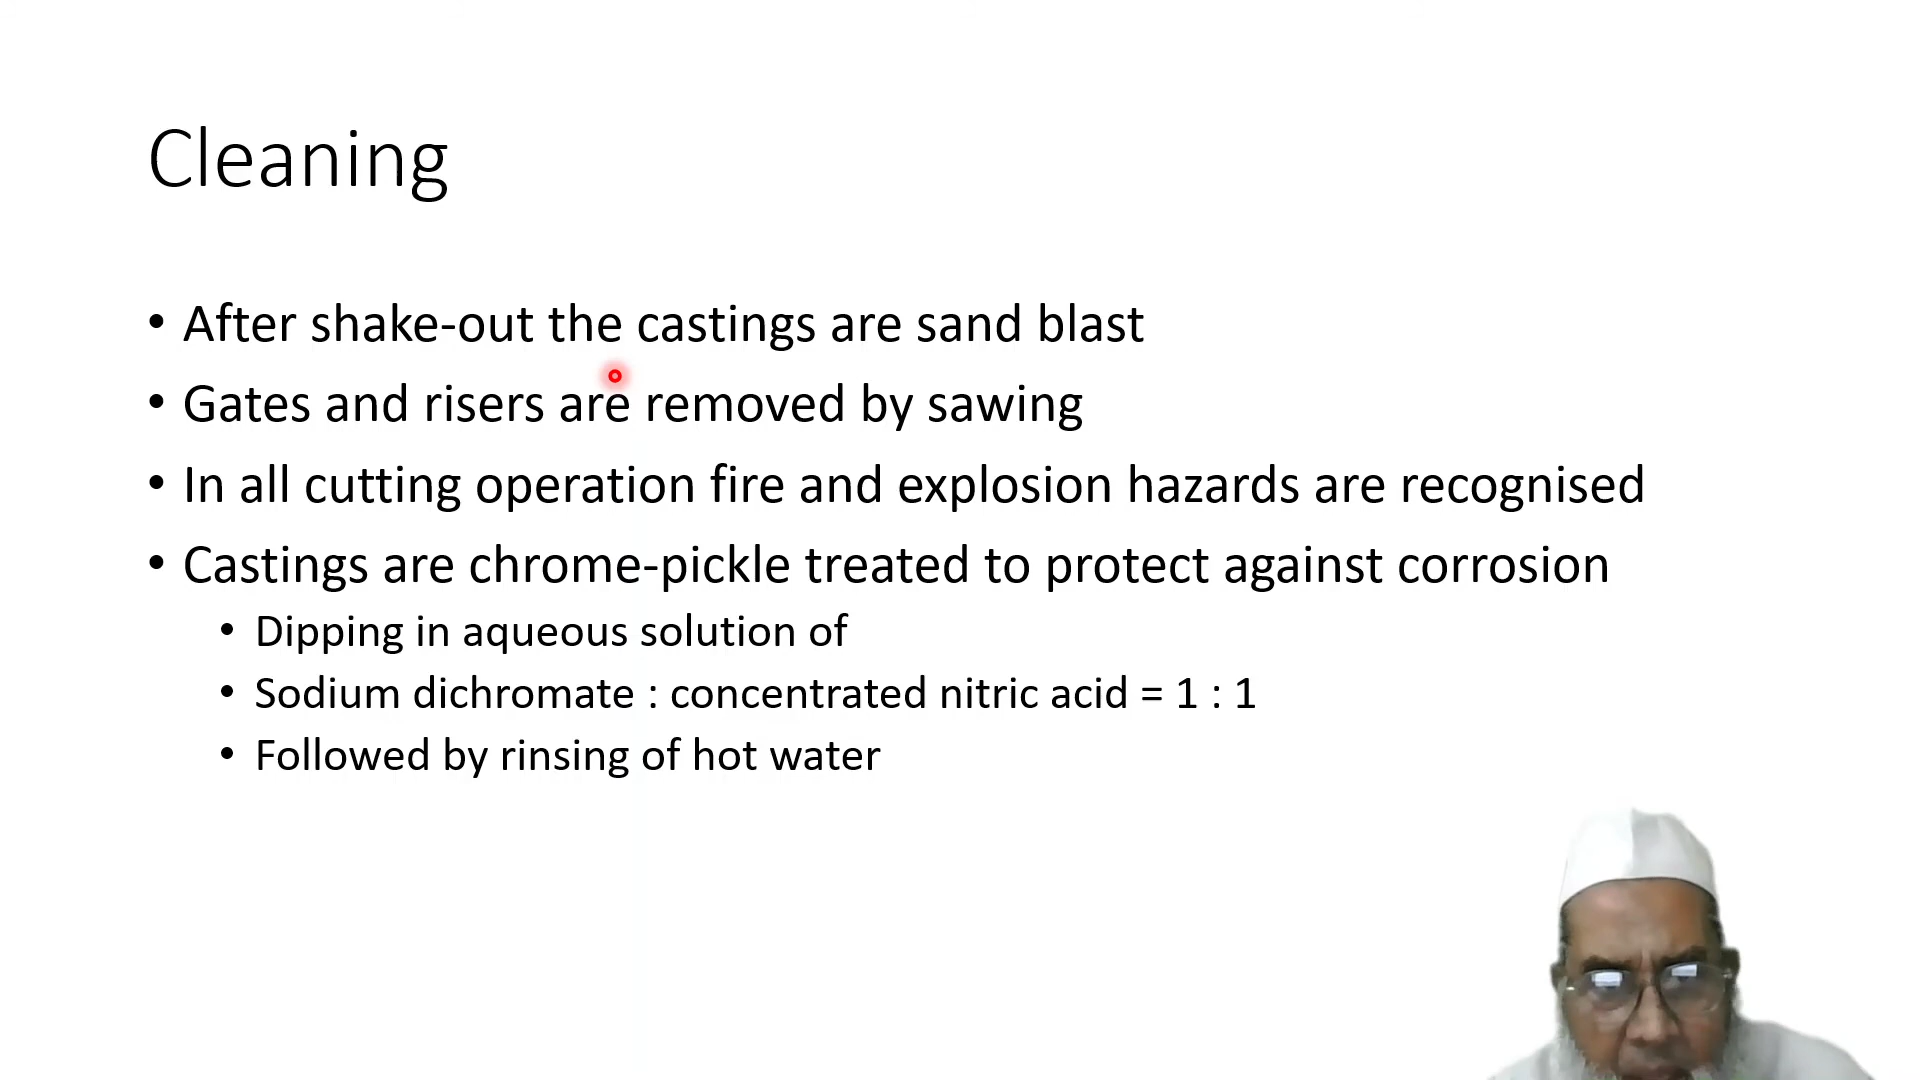 Cleaning
• After shake-out the castings are sand blast
• Gates and risers are removed by sawing
• In all cutting operation fire and explosion hazards are recognised
• Castings are chrome-pickle treated to protect against corrosion
• Dipping in aqueous solution of
• Sodium dichromate : concentrated nitric acid = 1 : 1
• Followed by rinsing of hot water